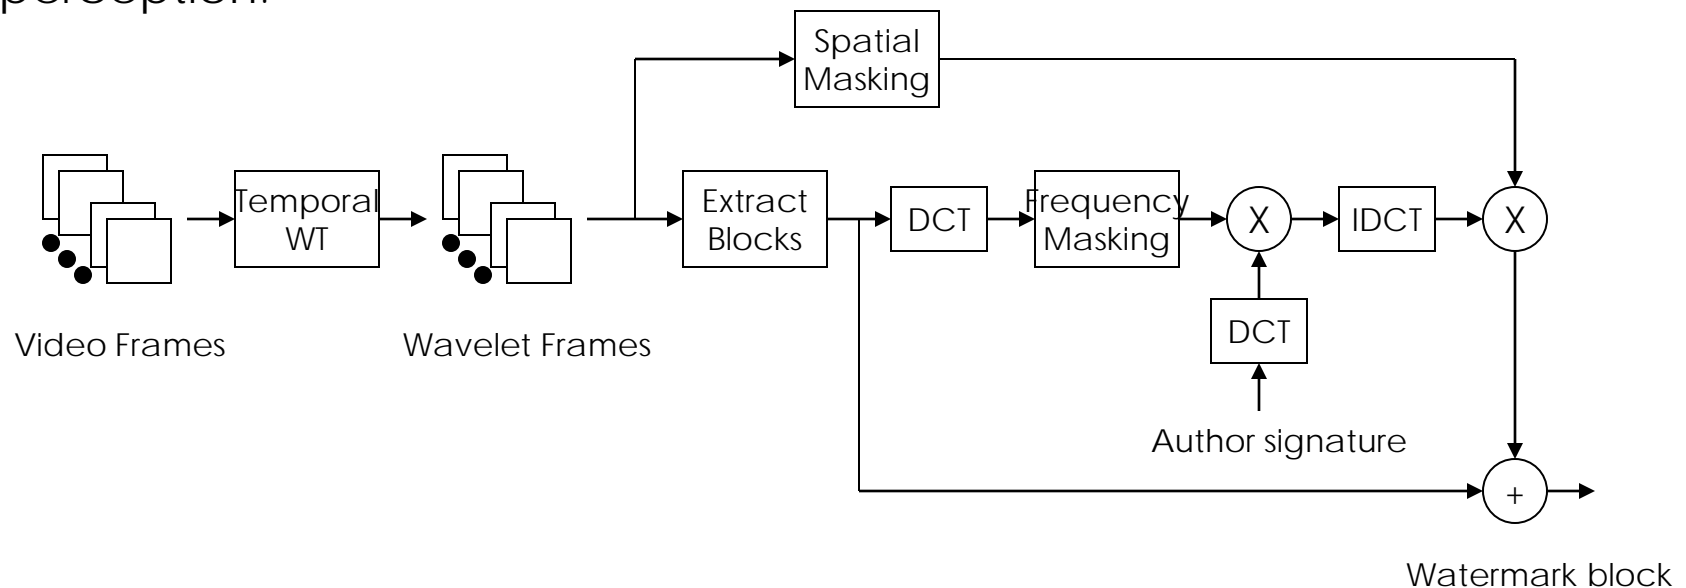 perception.
Spatial
Masking
Temporal
WT
Extract
Blocks
DCT
Frequency
Masking
X
IDCT
X
DCT
Video Frames
Wavelet Frames
Author signature
+
Watermark block